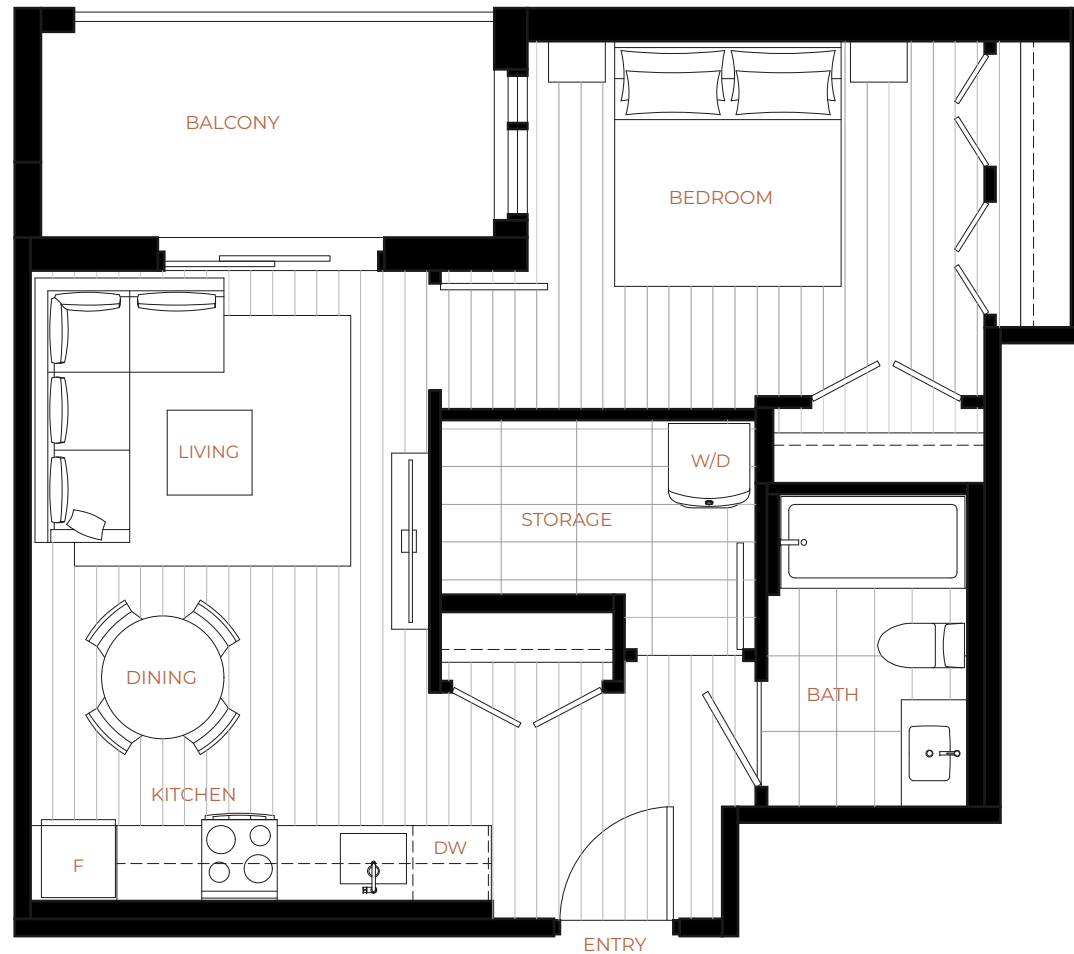 BALCONY
BEDROOM
LIVING
W/D
STORAGE
DINING
BATH
KITCHEN
F
DW
ENTRY